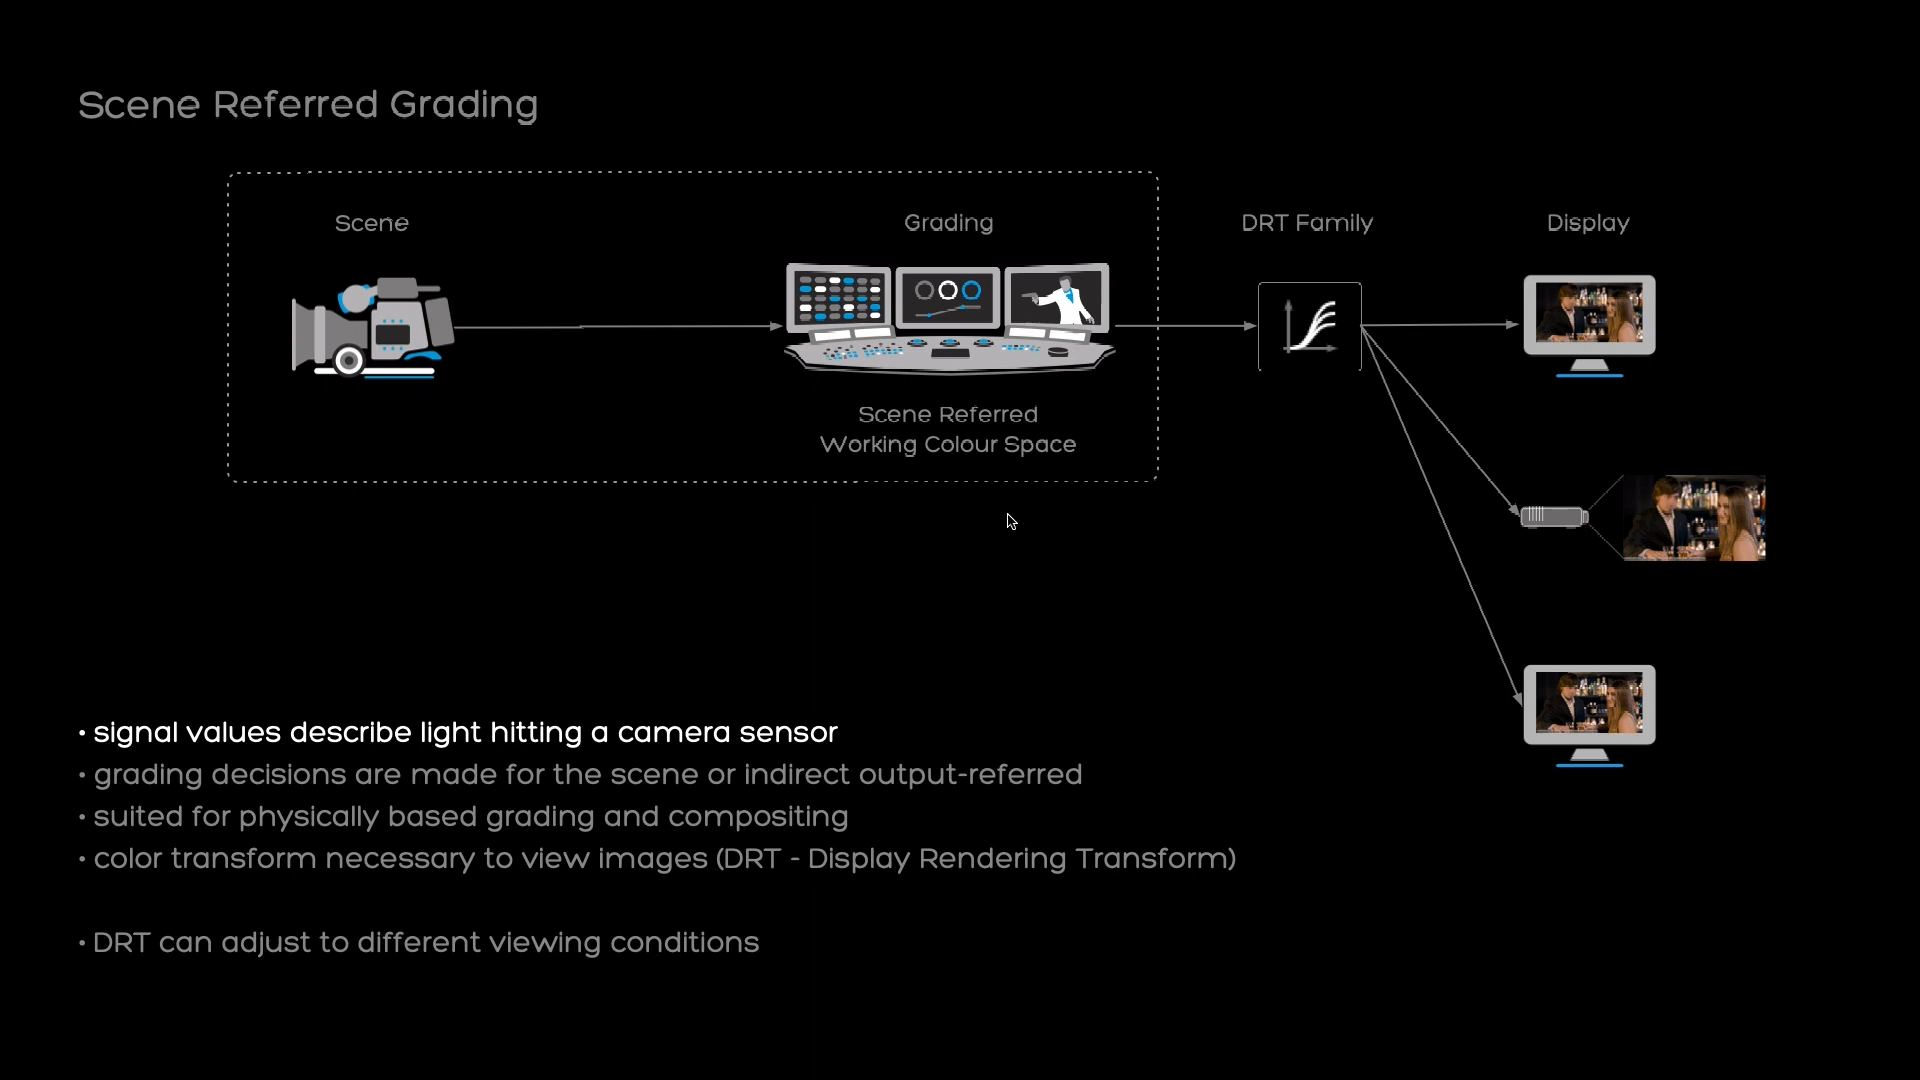 Scene Referred Grading
Scene
Grading
DRT Family
Display
Scene Referred
Working Colour Space
• signal values describe light hitting a camera sensor
• grading decisions are made for the scene or indirect output-referred
• suited for physically based grading and compositing
• color transform necessary to view images (DRT - Display Rendering Transform)
• DRT can adjust to different viewing conditions